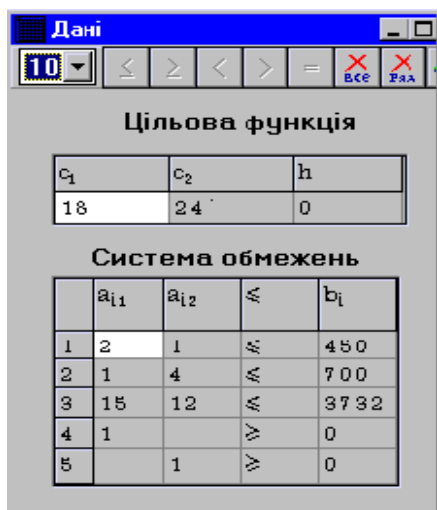 Дані
10 ≤ ≥ < > = все Ряд
Цільова функція
c₁ c₂ h
18 24 0
Система обмежень
aᵢ₁ aᵢ₂ ≤ bᵢ
1 2 1 ≤ 450
2 1 4 ≤ 700
3 15 12 ≤ 3732
4 1 ≥ 0
5 1 ≥ 0